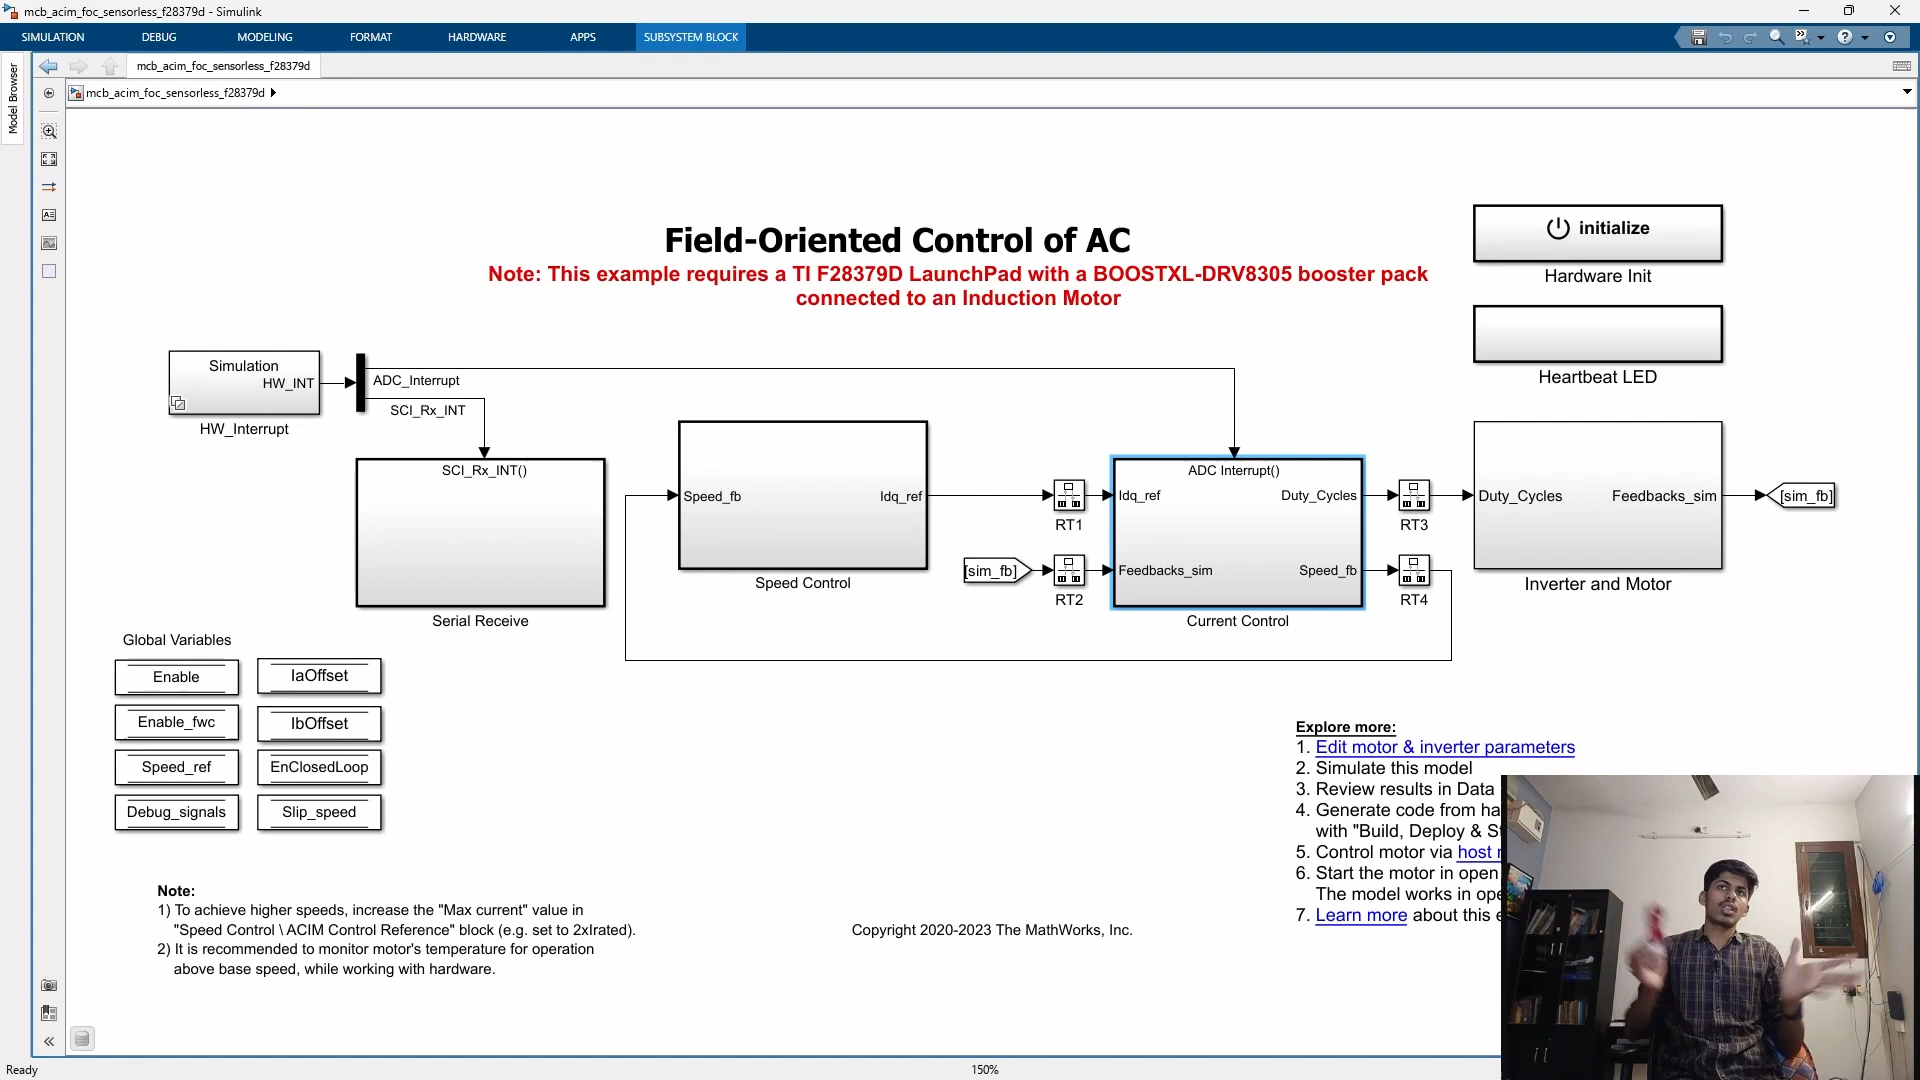 mcb_acim_foc_sensorless_f28379d - Simulink
SIMULATION DEBUG MODELING FORMAT HARDWARE APPS SUBSYSTEM BLOCK
mcb_acim_foc_sensorless_f28379d
mcb_acim_foc_sensorless_f28379d
Model Browser
Field-Oriented Control of AC
Note: This example requires a TI F28379D LaunchPad with a BOOSTXL-DRV8305 booster pack
connected to an Induction Motor
initialize
Hardware Init
Heartbeat LED
Simulation
HW_INT
HW_Interrupt
ADC_Interrupt
SCI_Rx_INT
SCI_Rx_INT()
Serial Receive
Speed_fb
Idq_ref
Speed Control
RT1
[sim_fb]
RT2
ADC Interrupt()
Idq_ref
Duty_Cycles
Feedbacks_sim
Speed_fb
Current Control
RT3
RT4
Duty_Cycles
Feedbacks_sim
Inverter and Motor
[sim_fb]
Global Variables
Enable
IaOffset
Enable_fwc
IbOffset
Speed_ref
EnClosedLoop
Debug_signals
Slip_speed
Explore more:
1. Edit motor & inverter parameters
2. Simulate this model
3. Review results in Data
4. Generate code from ha
with "Build, Deploy & St
5. Control motor via host
6. Start the motor in open
The model works in ope
7. Learn more about this e
Note:
1) To achieve higher speeds, increase the "Max current" value in
"Speed Control \ ACIM Control Reference" block (e.g. set to 2xIrated).
2) It is recommended to monitor motor's temperature for operation
above base speed, while working with hardware.
Copyright 2020-2023 The MathWorks, Inc.
Ready
150%